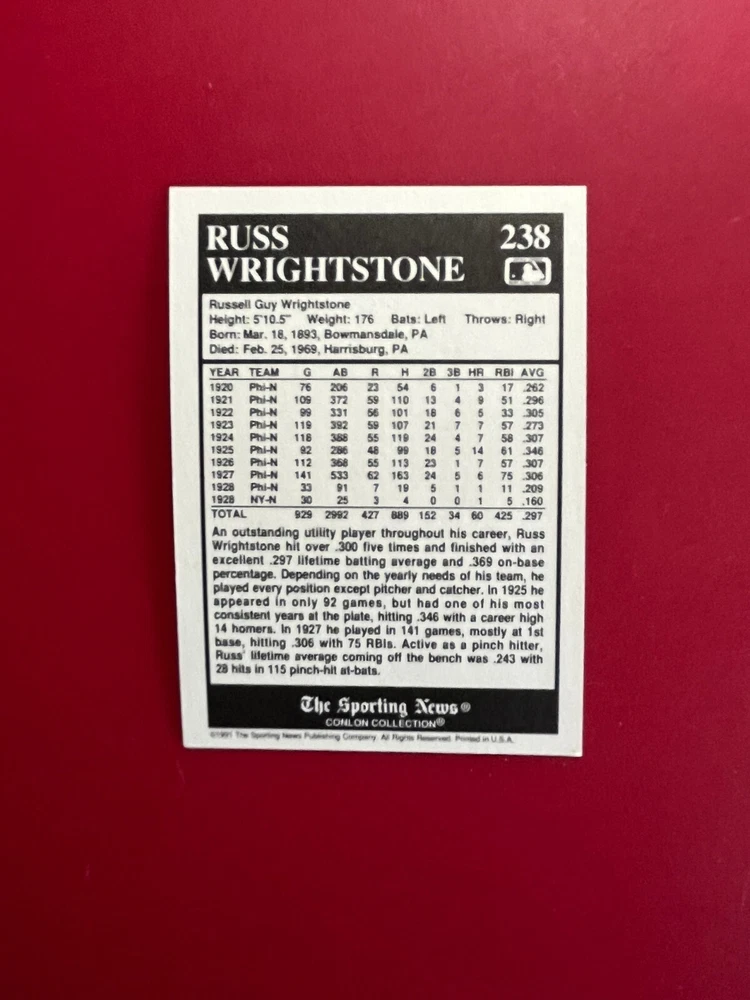 RUSS 238
WRIGHTSTONE
Russell Guy Wrightstone
Height: 5'10.5" Weight: 176 Bats: Left Throws: Right
Born: Mar. 18, 1893, Bowmansdale, PA
Died: Feb. 25, 1969, Harrisburg, PA
YEAR TEAM G AB R H 2B 3B HR RBI AVG
1920 Phi-N 76 206 23 54 6 1 3 17 .262
1921 Phi-N 109 372 59 110 13 4 9 51 .296
1922 Phi-N 99 331 56 101 18 6 5 33 .305
1923 Phi-N 119 392 59 107 21 7 7 57 .273
1924 Phi-N 118 388 55 119 24 4 7 58 .307
1925 Phi-N 92 286 48 99 18 5 14 61 .346
1926 Phi-N 112 368 55 113 23 1 7 57 .307
1927 Phi-N 141 533 62 163 24 5 6 75 .306
1928 Phi-N 33 91 7 19 5 1 1 11 .209
1928 NY-N 30 25 3 4 0 0 1 5 .160
TOTAL 929 2992 427 889 152 34 60 425 .297
An outstanding utility player throughout his career, Russ
Wrightstone hit over .300 five times and finished with an
excellent .297 lifetime batting average and .369 on-base
percentage. Depending on the yearly needs of his team, he
played every position except pitcher and catcher. In 1925 he
appeared in only 92 games, but had one of his most
consistent years at the plate, hitting .346 with a career high
14 homers. In 1927 he played in 141 games, mostly at 1st
base, hitting .306 with 75 RBIs. Active as a pinch hitter,
Russ' lifetime average coming off the bench was .243 with
28 hits in 115 pinch-hit at-bats.
The Sporting News®
CONLON COLLECTION®
©1991 The Sporting News Publishing Company. All Rights Reserved. Printed in U.S.A.